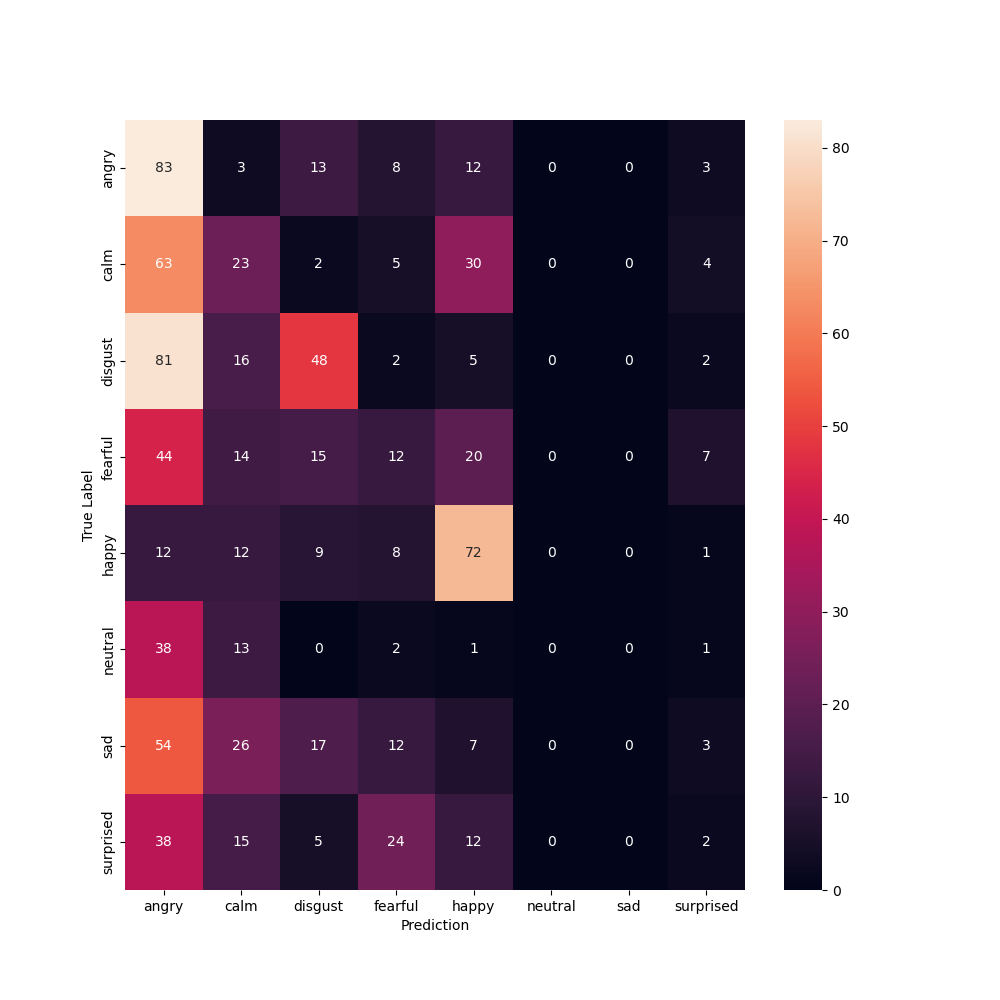 True Label
angry 83 3 13 8 12 0 0 3
calm 63 23 2 5 30 0 0 4
disgust 81 16 48 2 5 0 0 2
fearful 44 14 15 12 20 0 0 7
happy 12 12 9 8 72 0 0 1
neutral 38 13 0 2 1 0 0 1
sad 54 26 17 12 7 0 0 3
surprised 38 15 5 24 12 0 0 2
angry calm disgust fearful happy neutral sad surprised
Prediction
80
70
60
50
40
30
20
10
0